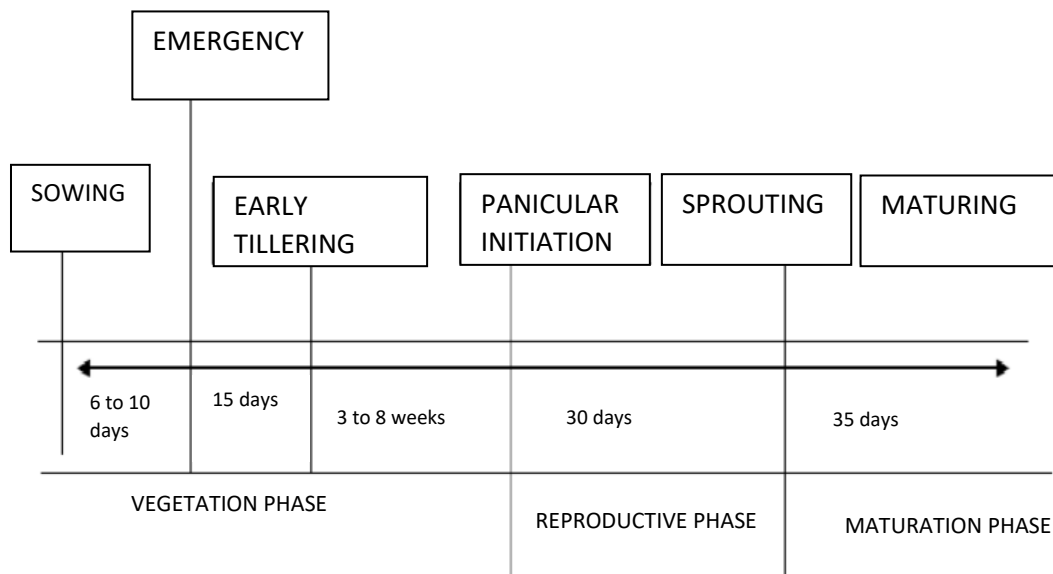 EMERGENCY
SOWING
EARLY
TILLERING
PANICULAR
INITIATION
SPROUTING
MATURING
6 to 10
days
15 days
3 to 8 weeks
30 days
35 days
VEGETATION PHASE
REPRODUCTIVE PHASE
MATURATION PHASE